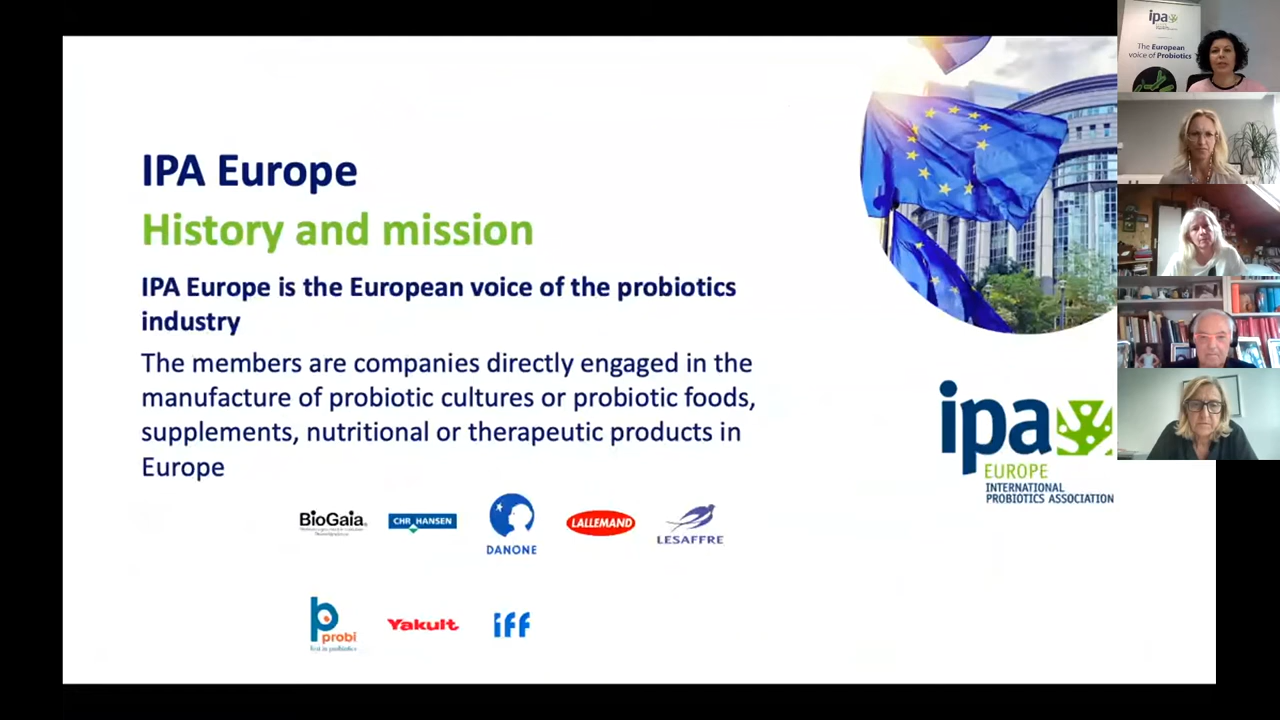 IPA Europe
History and mission
IPA Europe is the European voice of the probiotics
industry
The members are companies directly engaged in the
manufacture of probiotic cultures or probiotic foods,
supplements, nutritional or therapeutic products in
Europe
BioGaia
CHR HANSEN
DANONE
LALLEMAND
LESAFFRE
probi
Yakult
iff
ipa
EUROPE
INTERNATIONAL
PROBIOTICS ASSOCIATION
ipa
The European
voice of Probiotics